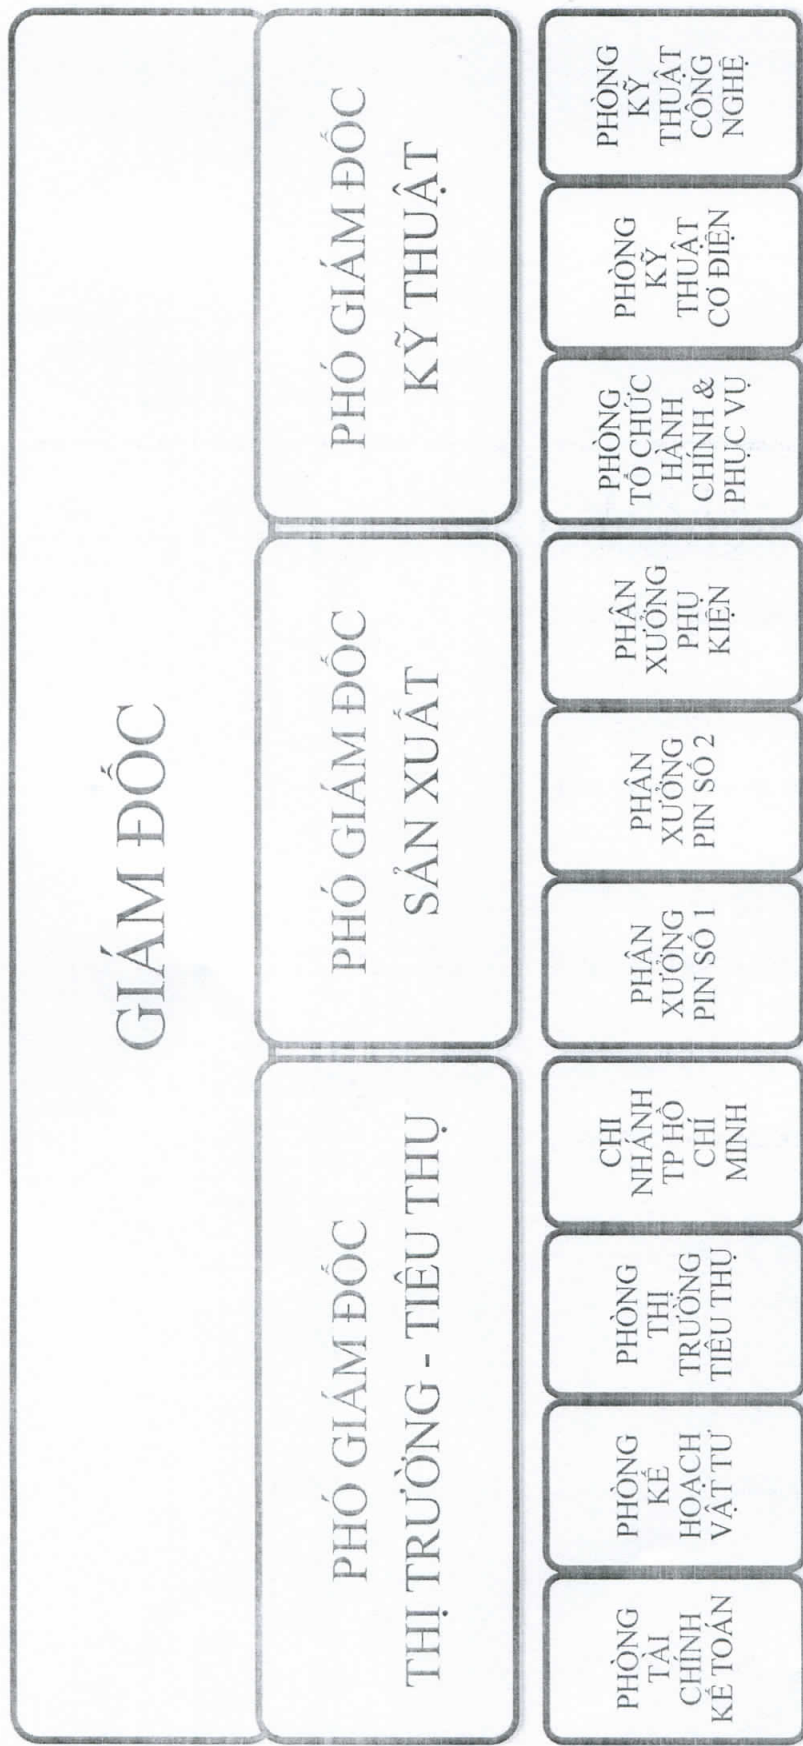 GIÁM ĐỐC
PHÓ GIÁM ĐỐC
THỊ TRƯỜNG - TIÊU THỤ
PHÓ GIÁM ĐỐC
SẢN XUẤT
PHÓ GIÁM ĐỐC
KỸ THUẬT
PHÒNG
TÀI
CHÍNH
KẾ TOÁN
PHÒNG
KẾ
HOẠCH
VẬT TƯ
PHÒNG
THỊ
TRƯỜNG
TIÊU THỤ
CHI
NHÁNH
TP HỒ
CHÍ
MINH
PHÂN
XƯỞNG
PIN SỐ 1
PHÂN
XƯỞNG
PIN SỐ 2
PHÂN
XƯỞNG
PHỤ
KIỆN
PHÒNG
TỔ CHỨC
HÀNH
CHÍNH &
PHỤC VỤ
PHÒNG
KỸ
THUẬT
CƠ ĐIỆN
PHÒNG
KỸ
THUẬT
CÔNG
NGHỆ